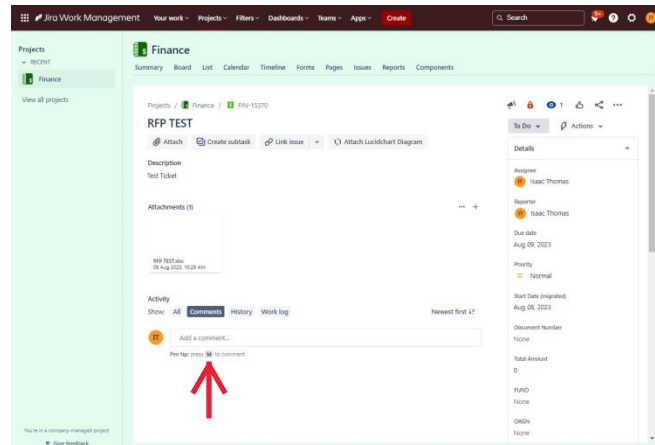 Jira Work Management Your work Projects Filters Dashboards Teams Apps Create Search 9+
Projects
RECENT
Finance
View all projects
Finance
Summary Board List Calendar Timeline Forms Pages Issues Reports Components
Projects / Finance / FIN-15370
1
RFP TEST
To Do Actions
Attach Create subtask Link issue Attach Lucidchart Diagram
Details
Description
Test Ticket
Assignee
IT Isaac Thomas
Reporter
IT Isaac Thomas
Attachments (1)
Due date
Aug 09, 2023
RFP TEST.xlsx
08 Aug 2023, 10:29 AM
Priority
Normal
Activity
Show: All Comments History Work log Newest first
Start Date (migrated)
Aug 08, 2023
IT Add a comment...
Pro tip: press M to comment
Document Number
None
Total Amount
0
FUND
None
ORGN
None
You're in a company-managed project
Give feedback